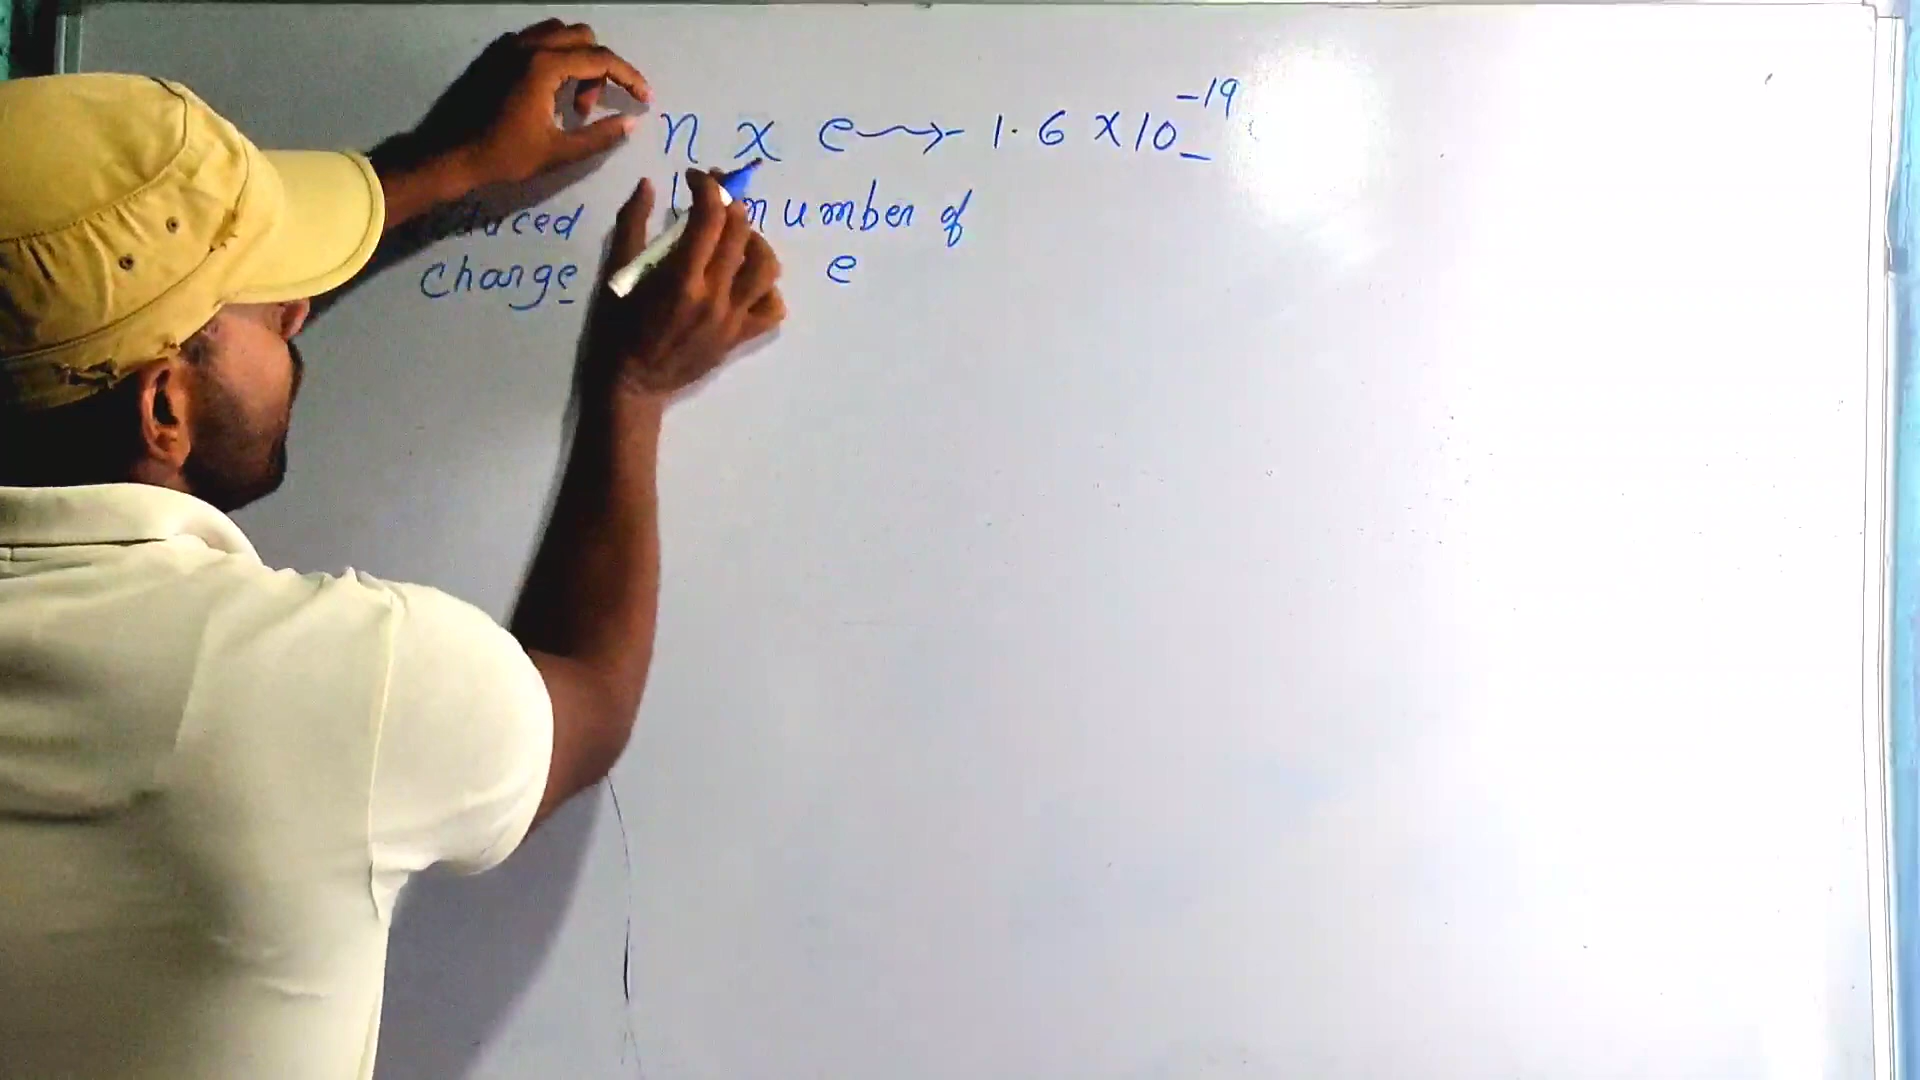 n x e → 1.6 x 10⁻¹⁹
number of
charge e